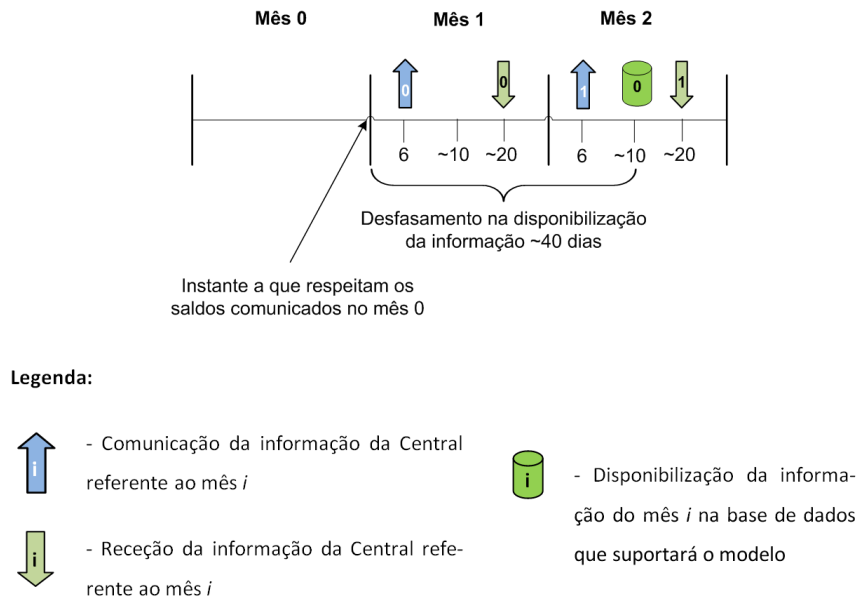 Mês 0 Mês 1 Mês 2
0 0 1 0 1
6 ~10 ~20 6 ~10 ~20
Desfasamento na disponibilização
da informação ~40 dias
Instante a que respeitam os
saldos comunicados no mês 0
Legenda:
i
- Comunicação da informação da Central
referente ao mês i
i
- Receção da informação da Central refe-
rente ao mês i
i
- Disponibilização da informa-
ção do mês i na base de dados
que suportará o modelo